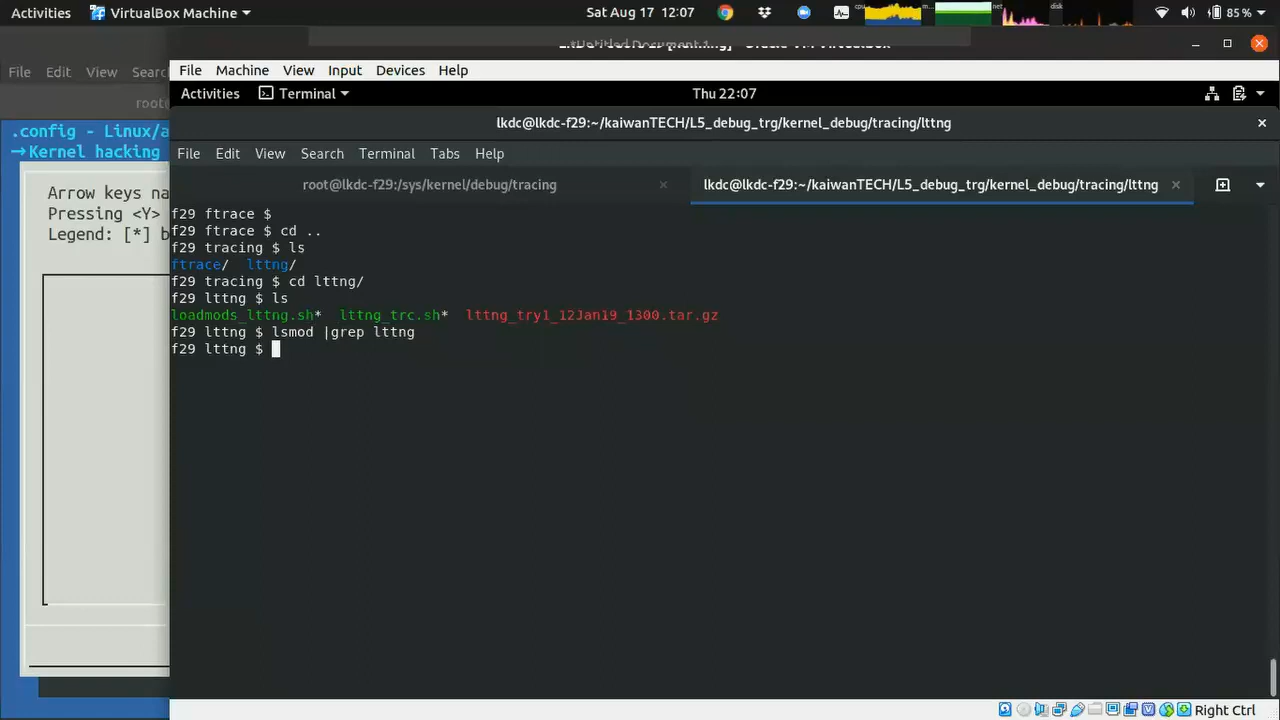 Activities VirtualBox Machine Sat Aug 17 12:07 85 %
*Untitled Document 1
File Edit View Search
root@
.config - Linux/a
→Kernel hacking
Arrow keys na
Pressing <Y>
Legend: [*] b
File Machine View Input Devices Help
Activities Terminal Thu 22:07
lkdc@lkdc-f29:~/kaiwanTECH/L5_debug_trg/kernel_debug/tracing/lttng
File Edit View Search Terminal Tabs Help
root@lkdc-f29:/sys/kernel/debug/tracing × lkdc@lkdc-f29:~/kaiwanTECH/L5_debug_trg/kernel_debug/tracing/lttng ×
f29 ftrace $
f29 ftrace $ cd ..
f29 tracing $ ls
ftrace/ lttng/
f29 tracing $ cd lttng/
f29 lttng $ ls
loadmods_lttng.sh* lttng_trc.sh* lttng_try1_12Jan19_1300.tar.gz
f29 lttng $ lsmod |grep lttng
f29 lttng $
Right Ctrl